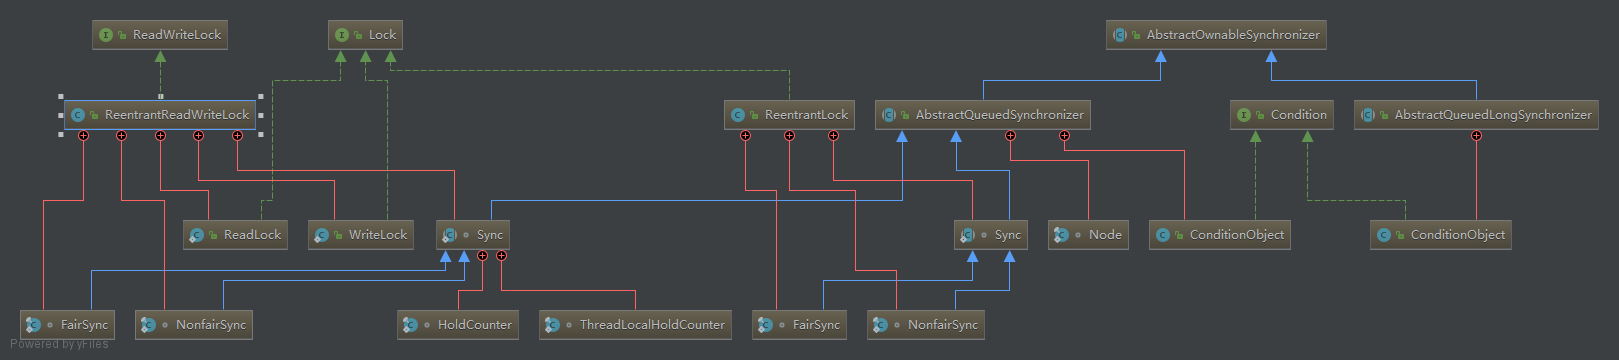 ReadWriteLock
Lock
AbstractOwnableSynchronizer
ReentrantReadWriteLock
ReentrantLock
AbstractQueuedSynchronizer
Condition
AbstractQueuedLongSynchronizer
ReadLock
WriteLock
Sync
Sync
Node
ConditionObject
ConditionObject
FairSync
NonfairSync
HoldCounter
ThreadLocalHoldCounter
FairSync
NonfairSync
Powered by yFiles